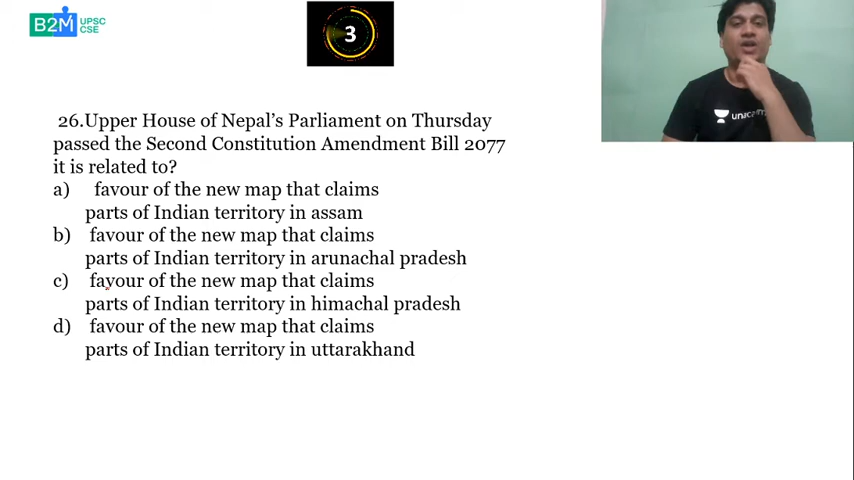 B2M UPSC
CSE
3
unaca
26.Upper House of Nepal's Parliament on Thursday
passed the Second Constitution Amendment Bill 2077
it is related to?
a) favour of the new map that claims
parts of Indian territory in assam
b) favour of the new map that claims
parts of Indian territory in arunachal pradesh
c) favour of the new map that claims
parts of Indian territory in himachal pradesh
d) favour of the new map that claims
parts of Indian territory in uttarakhand